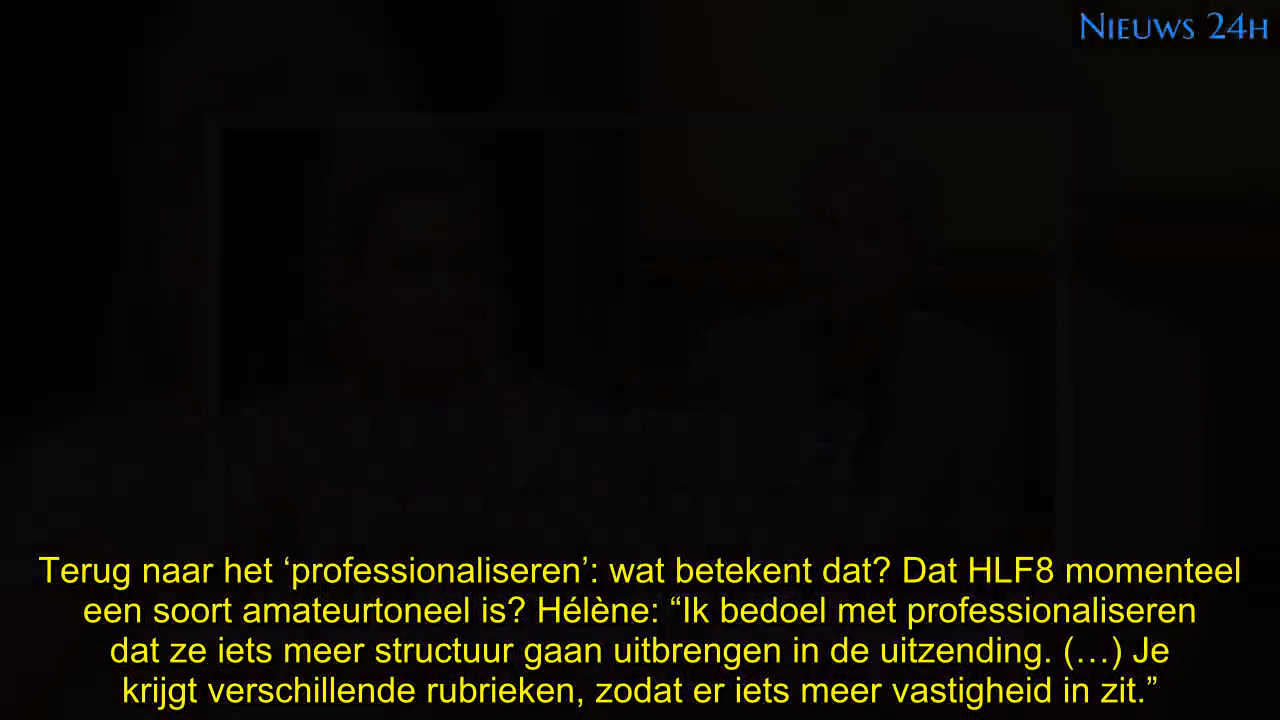 Nieuws 24h
Terug naar het ‘professionaliseren’: wat betekent dat? Dat HLF8 momenteel
een soort amateurtoneel is? Hélène: “Ik bedoel met professionaliseren
dat ze iets meer structuur gaan uitbrengen in de uitzending. (…) Je
krijgt verschillende rubrieken, zodat er iets meer vastigheid in zit.”